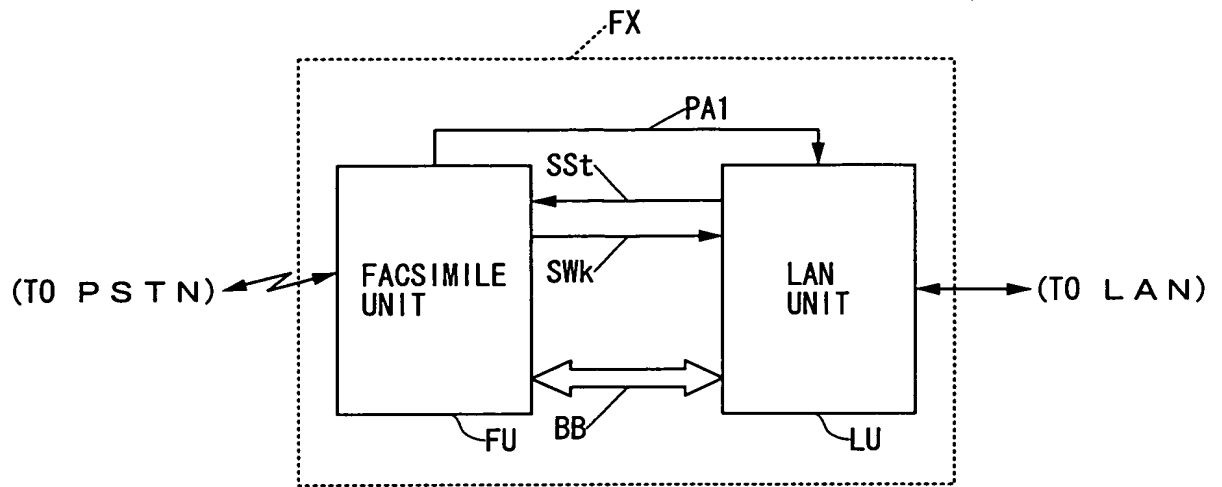 FX
PA1
SSt
SWk
(TO PSTN)
FACSIMILE
UNIT
LAN
UNIT
(TO LAN)
BB
FU
LU